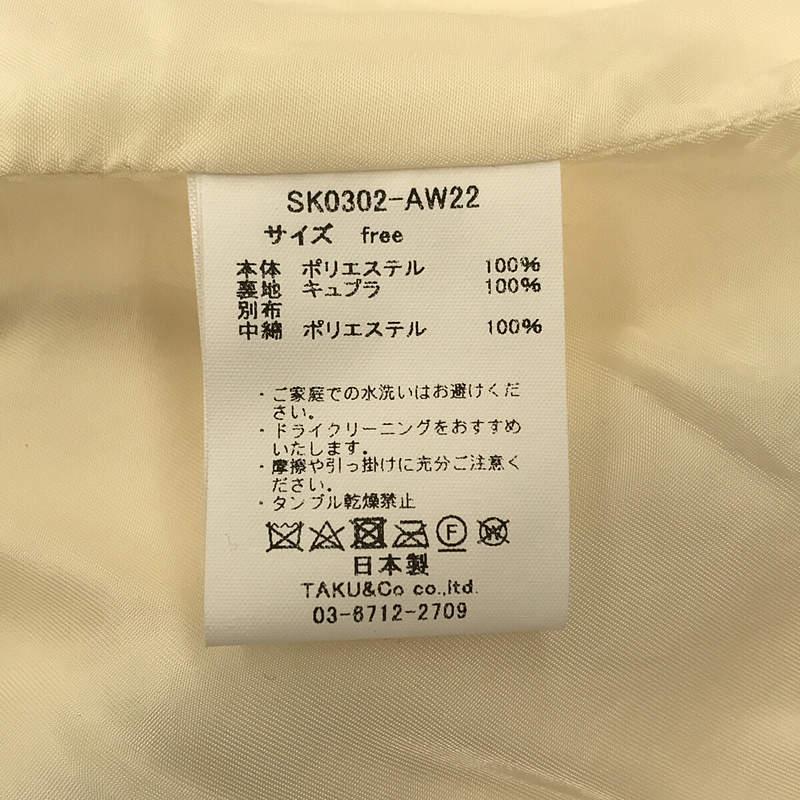 SK0302-AW22
サイズ free
本体 ポリエステル 100%
裏地 キュプラ 100%
別布
中綿 ポリエステル 100%
・ご家庭での水洗いはお避けくだ
さい。
・ドライクリーニングをおすすめ
いたします。
・摩擦や引っ掛けに充分ご注意く
ださい。
・タンブル乾燥禁止
F W
日本製
TAKU&Co co.,ltd.
03-6712-2709